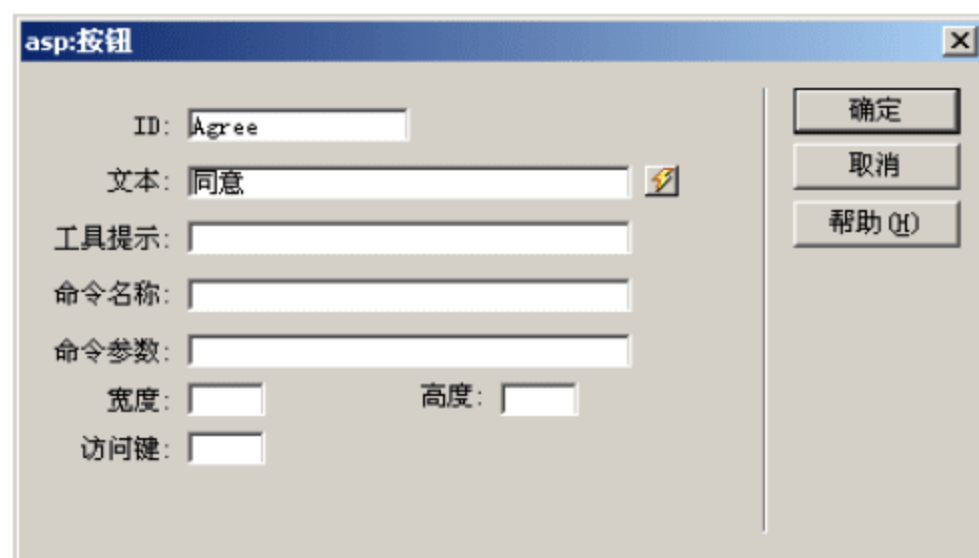 asp:按钮
ID: Agree
文本: 同意
工具提示:
命令名称:
命令参数:
宽度: 高度:
访问键:
确定
取消
帮助(H)